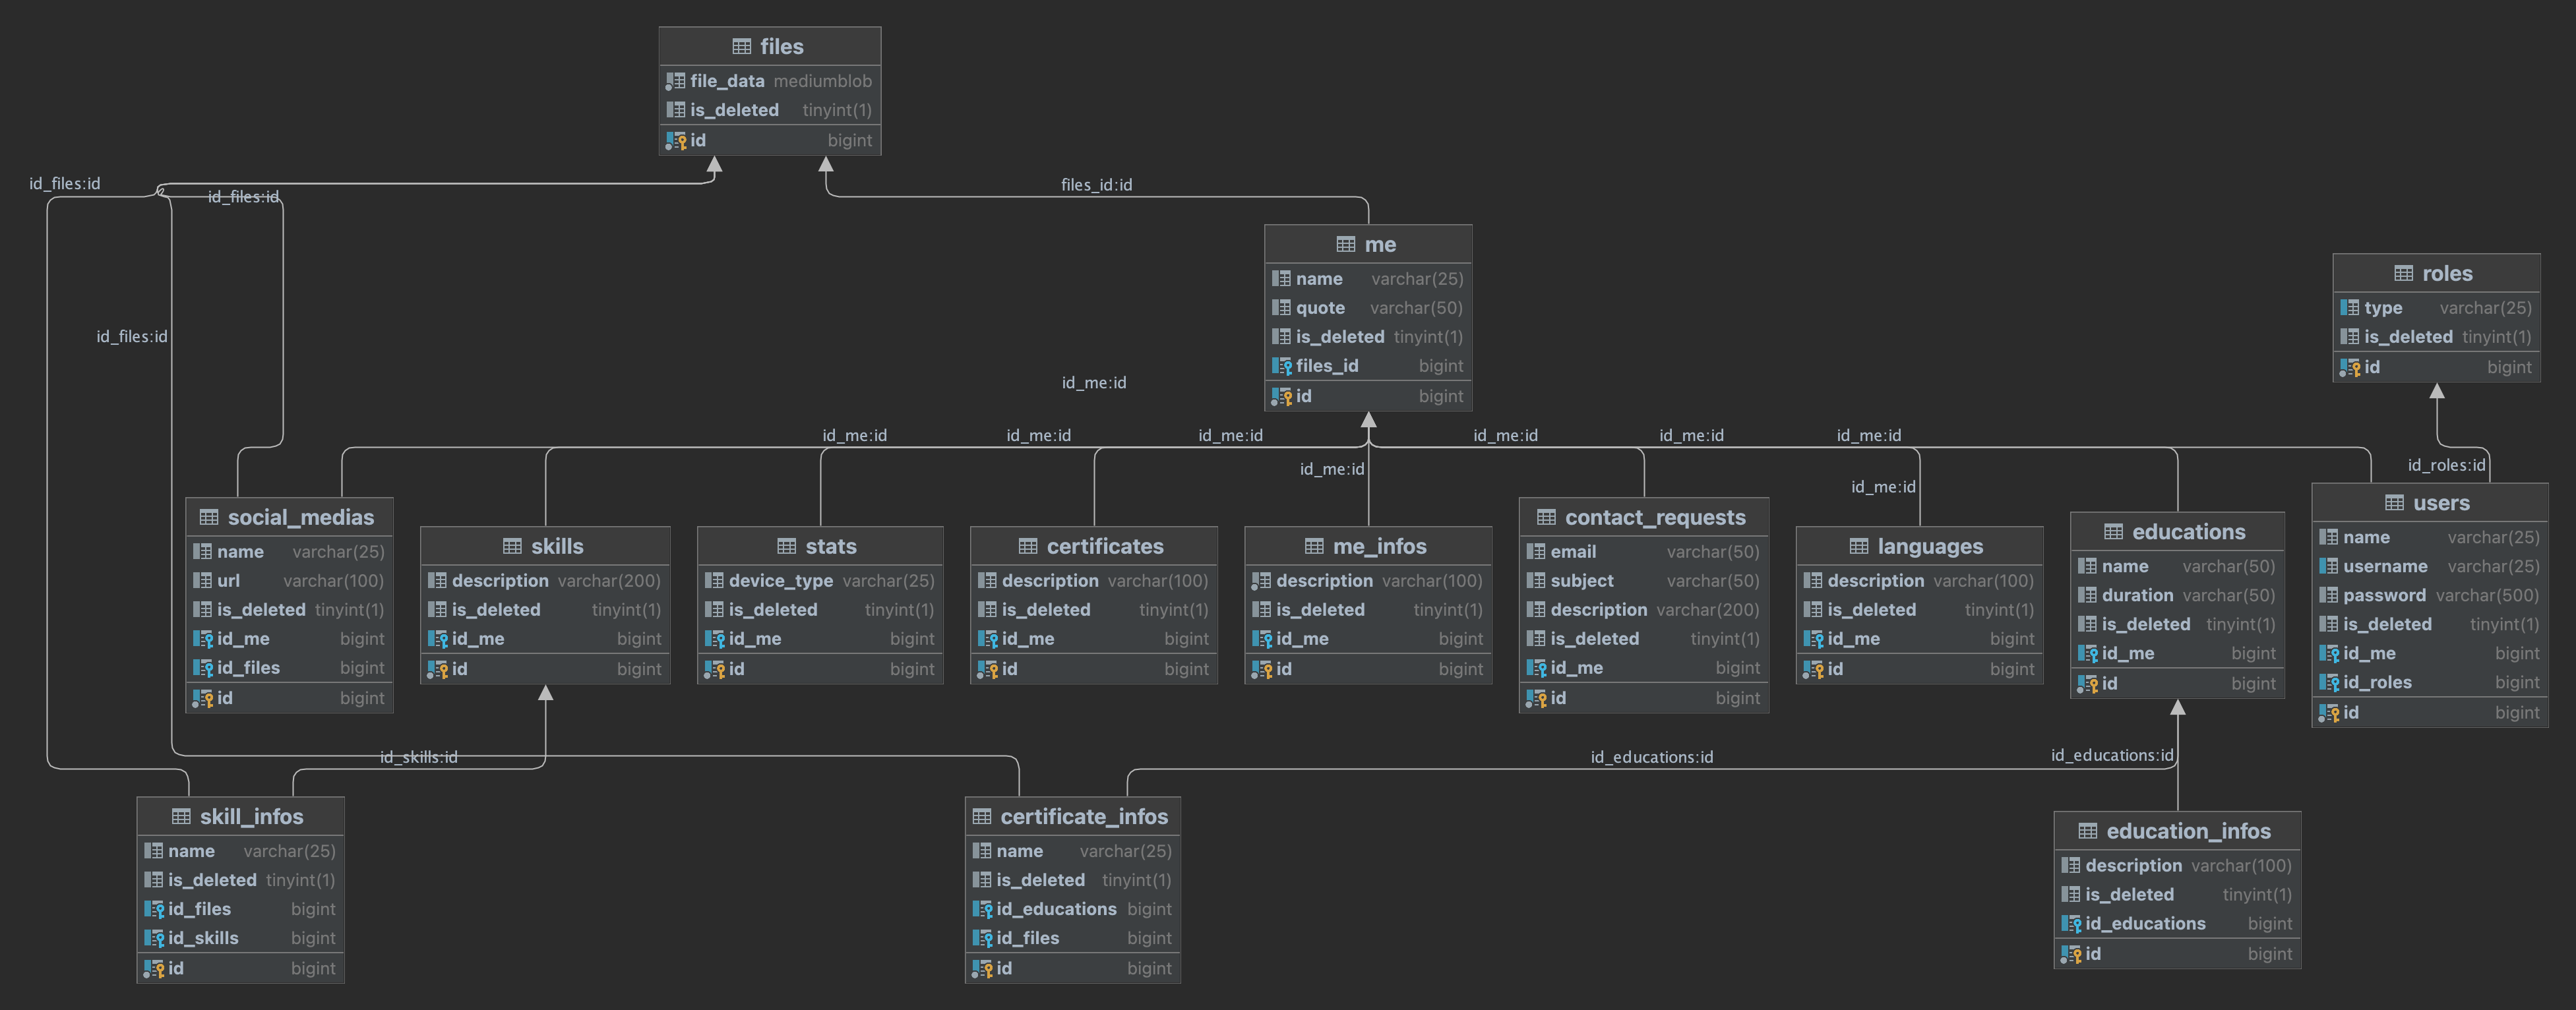 files
file_data mediumblob
is_deleted tinyint(1)
id bigint
id_files:id
id_files:id
files_id:id
id_files:id
me
name varchar(25)
quote varchar(50)
is_deleted tinyint(1)
files_id bigint
id bigint
roles
type varchar(25)
is_deleted tinyint(1)
id bigint
id_me:id
id_me:id
id_me:id
id_me:id
id_me:id
id_me:id
id_me:id
id_me:id
id_me:id
id_roles:id
social_medias
name varchar(25)
url varchar(100)
is_deleted tinyint(1)
id_me bigint
id_files bigint
id bigint
skills
description varchar(200)
is_deleted tinyint(1)
id_me bigint
id bigint
stats
device_type varchar(25)
is_deleted tinyint(1)
id_me bigint
id bigint
certificates
description varchar(100)
is_deleted tinyint(1)
id_me bigint
id bigint
me_infos
description varchar(100)
is_deleted tinyint(1)
id_me bigint
id bigint
contact_requests
email varchar(50)
subject varchar(50)
description varchar(200)
is_deleted tinyint(1)
id_me bigint
id bigint
languages
description varchar(100)
is_deleted tinyint(1)
id_me bigint
id bigint
educations
name varchar(50)
duration varchar(50)
is_deleted tinyint(1)
id_me bigint
id bigint
users
name varchar(25)
username varchar(25)
password varchar(500)
is_deleted tinyint(1)
id_me bigint
id_roles bigint
id bigint
id_skills:id
id_educations:id
id_educations:id
skill_infos
name varchar(25)
is_deleted tinyint(1)
id_files bigint
id_skills bigint
id bigint
certificate_infos
name varchar(25)
is_deleted tinyint(1)
id_educations bigint
id_files bigint
id bigint
education_infos
description varchar(100)
is_deleted tinyint(1)
id_educations bigint
id bigint